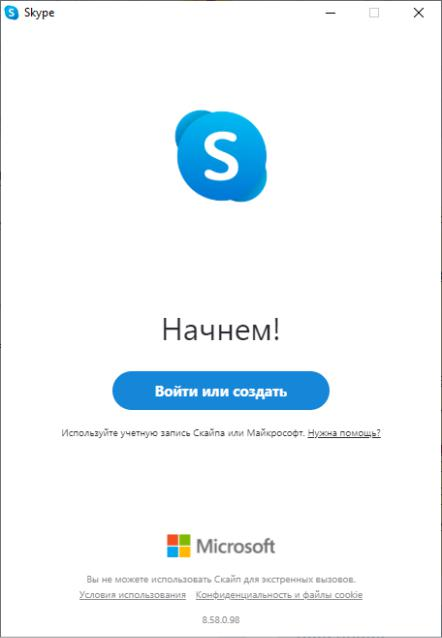 Skype
S
Начнем!
Войти или создать
Используйте учетную запись Скайпа или Майкрософт. Нужна помощь?
Microsoft
Вы не можете использовать Скайп для экстренных вызовов.
Условия использования Конфиденциальность и файлы cookie
8.58.0.98